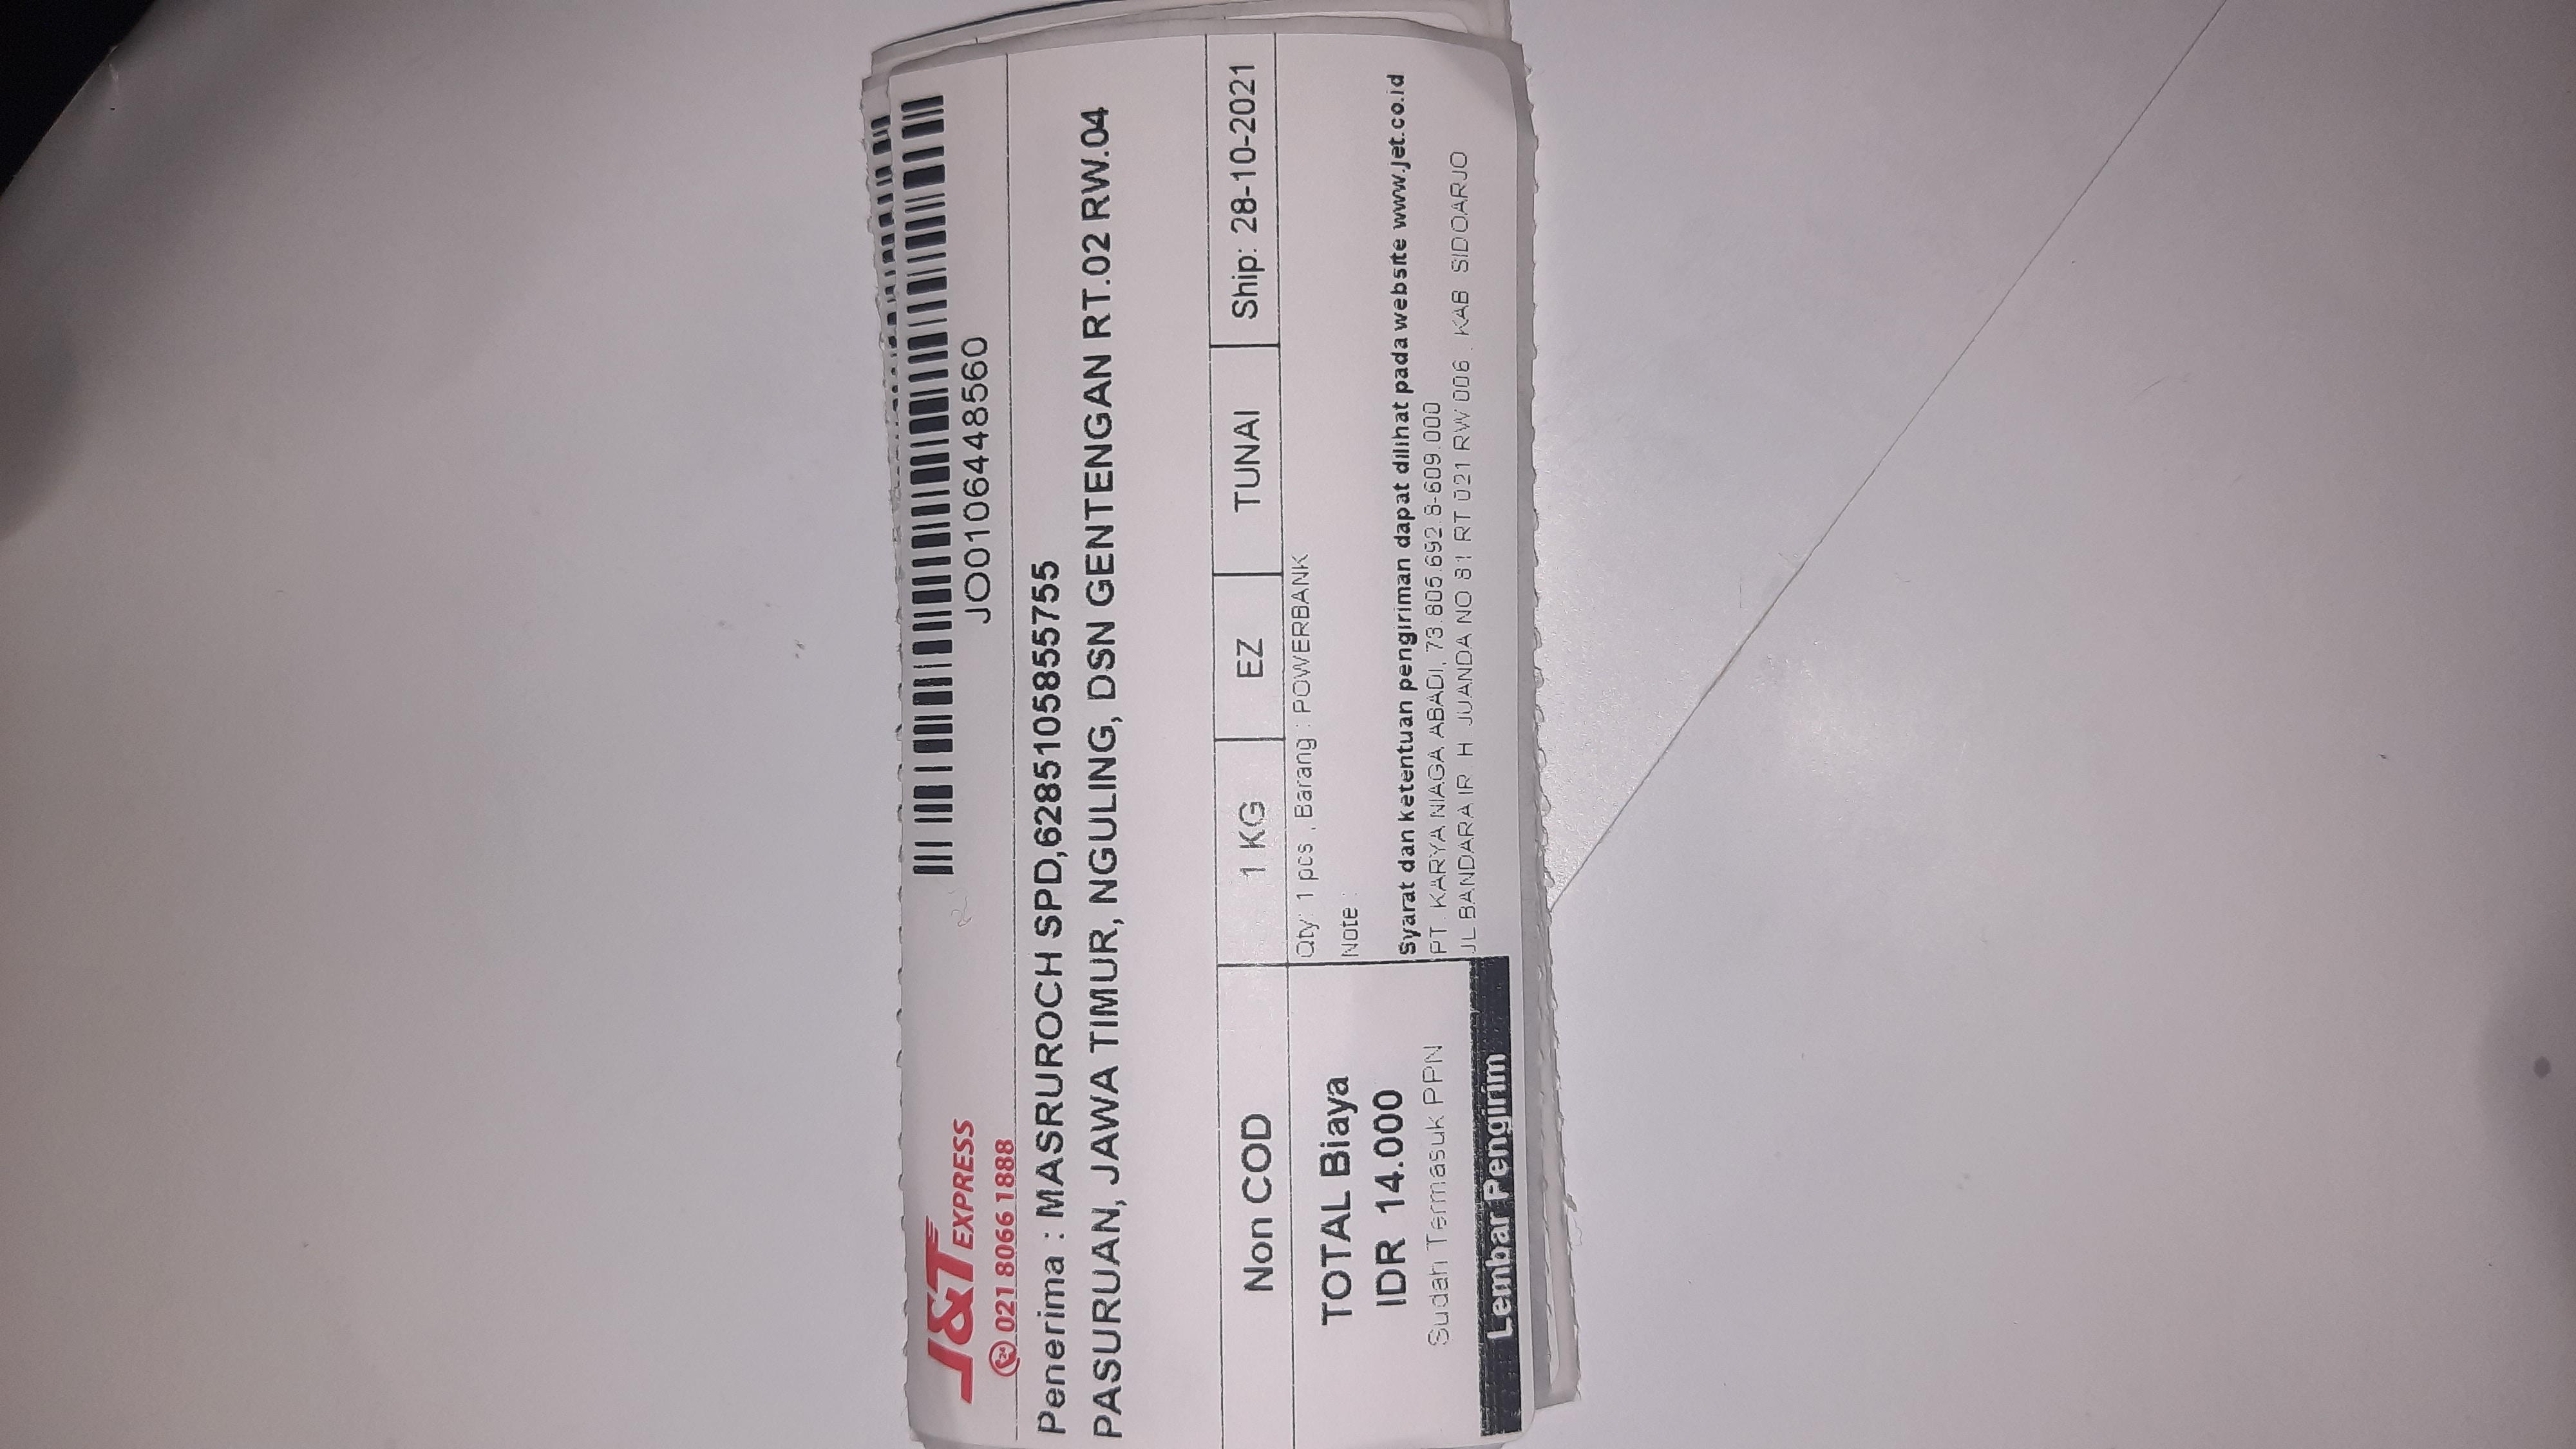 J&T EXPRESS
24 021 8066 1888
JO0106448560
Penerima : MASRUROCH SPD,6285105855755
PASURUAN, JAWA TIMUR, NGULING, DSN GENTENGAN RT.02 RW.04
Non COD 1 KG EZ TUNAI Ship: 28-10-2021
Qty: 1 pcs , Barang : POWERBANK
Note :
TOTAL Biaya
IDR 14.000
Sudah Termasuk PPN
Lembar Pengirim
Syarat dan ketentuan pengiriman dapat dilihat pada website www.jet.co.id
PT. KARYA NIAGA ABADI, 73.805.692.8-609.000
JL BANDARA IR. H. JUANDA NO 81 RT 021 RW 006 , KAB. SIDOARJO